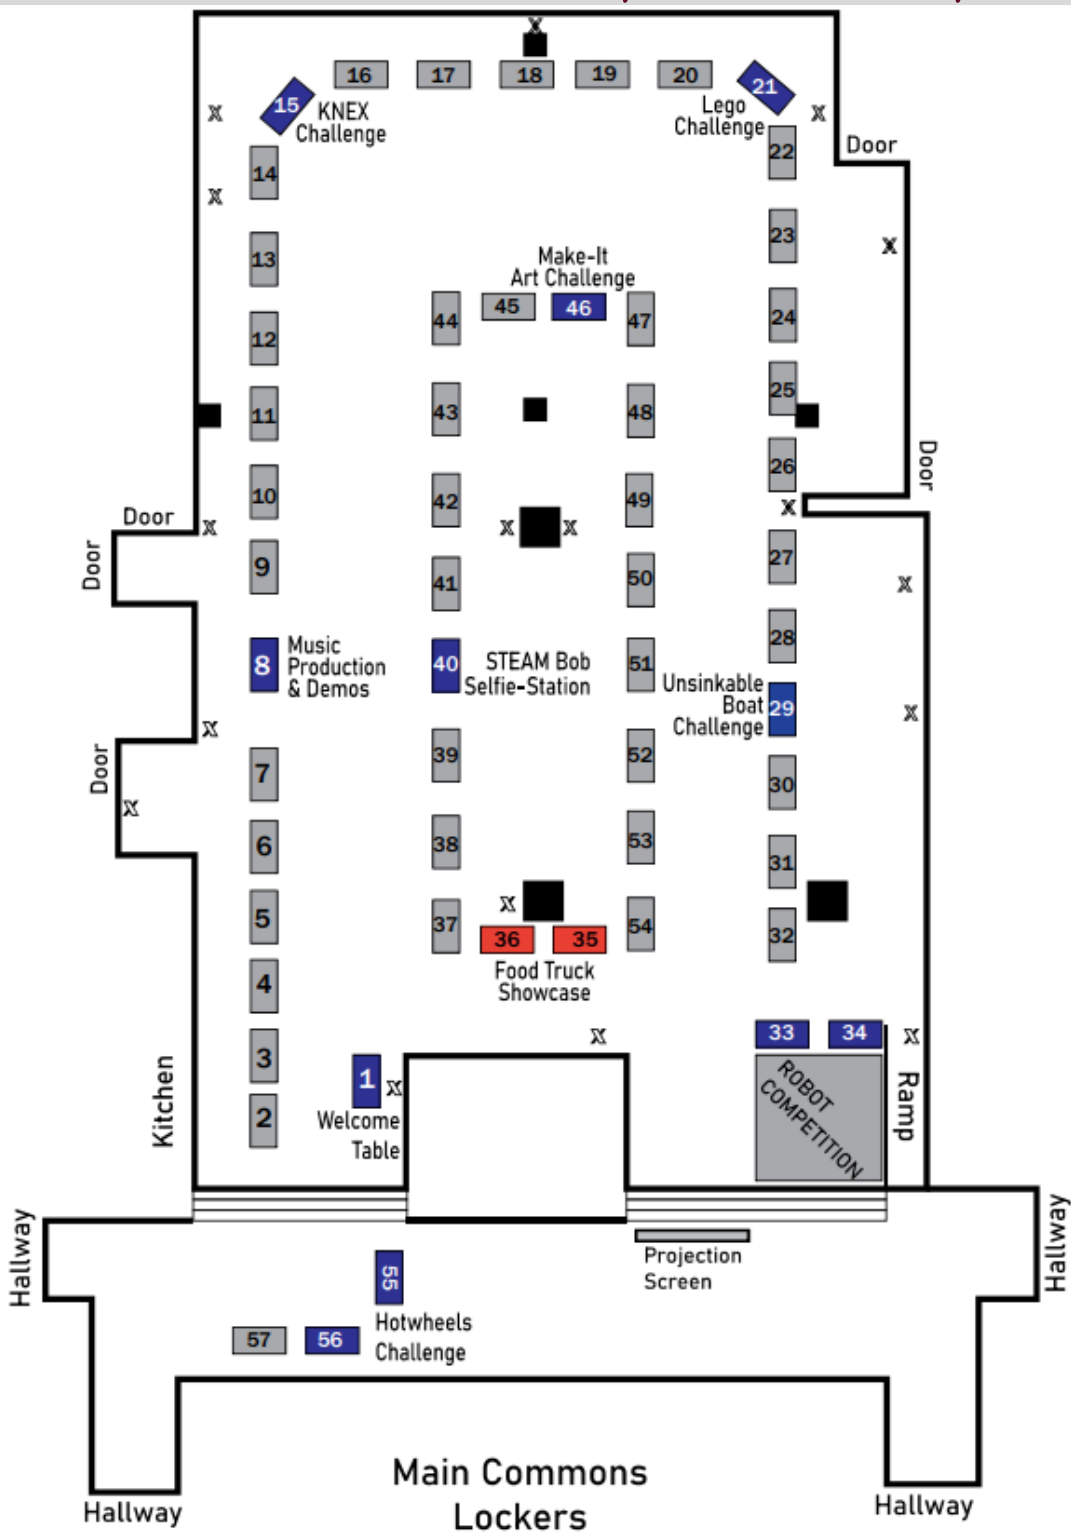 X
16
17
18
19
20
15
KNEX
Challenge
21
Lego
Challenge
X
X
Door
14
22
X
13
23
X
Make-It
Art Challenge
12
44
45
46
47
24
11
43
48
25
10
42
49
26
Door
Door
X
X
X
X
Door
9
41
50
27
X
8
Music
Production
& Demos
40
STEAM Bob
Selfie-Station
51
28
Unsinkable
Boat
Challenge
29
X
X
Door
7
39
52
30
X
6
38
53
31
5
37
X
36
35
54
32
Food Truck
Showcase
4
3
X
33
34
X
Kitchen
1
X
ROBOT
COMPETITION
Ramp
2
Welcome
Table
Hallway
Hallway
55
Projection
Screen
57
56
Hotwheels
Challenge
Main Commons
Lockers
Hallway
Hallway